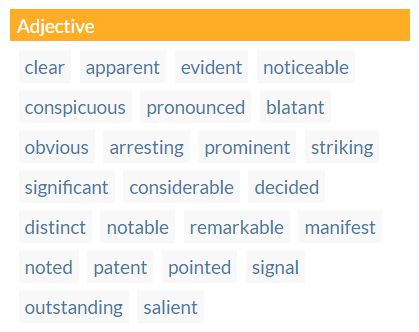 Adjective
clear apparent evident noticeable
conspicuous pronounced blatant
obvious arresting prominent striking
significant considerable decided
distinct notable remarkable manifest
noted patent pointed signal
outstanding salient